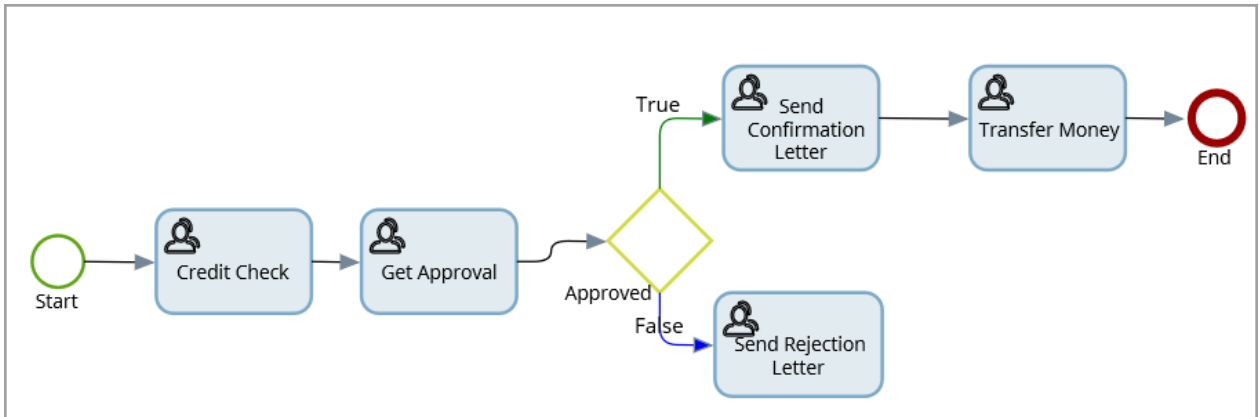 Start
Credit Check
Get Approval
Approved
True
Send
Confirmation
Letter
Transfer Money
End
False
Send Rejection
Letter